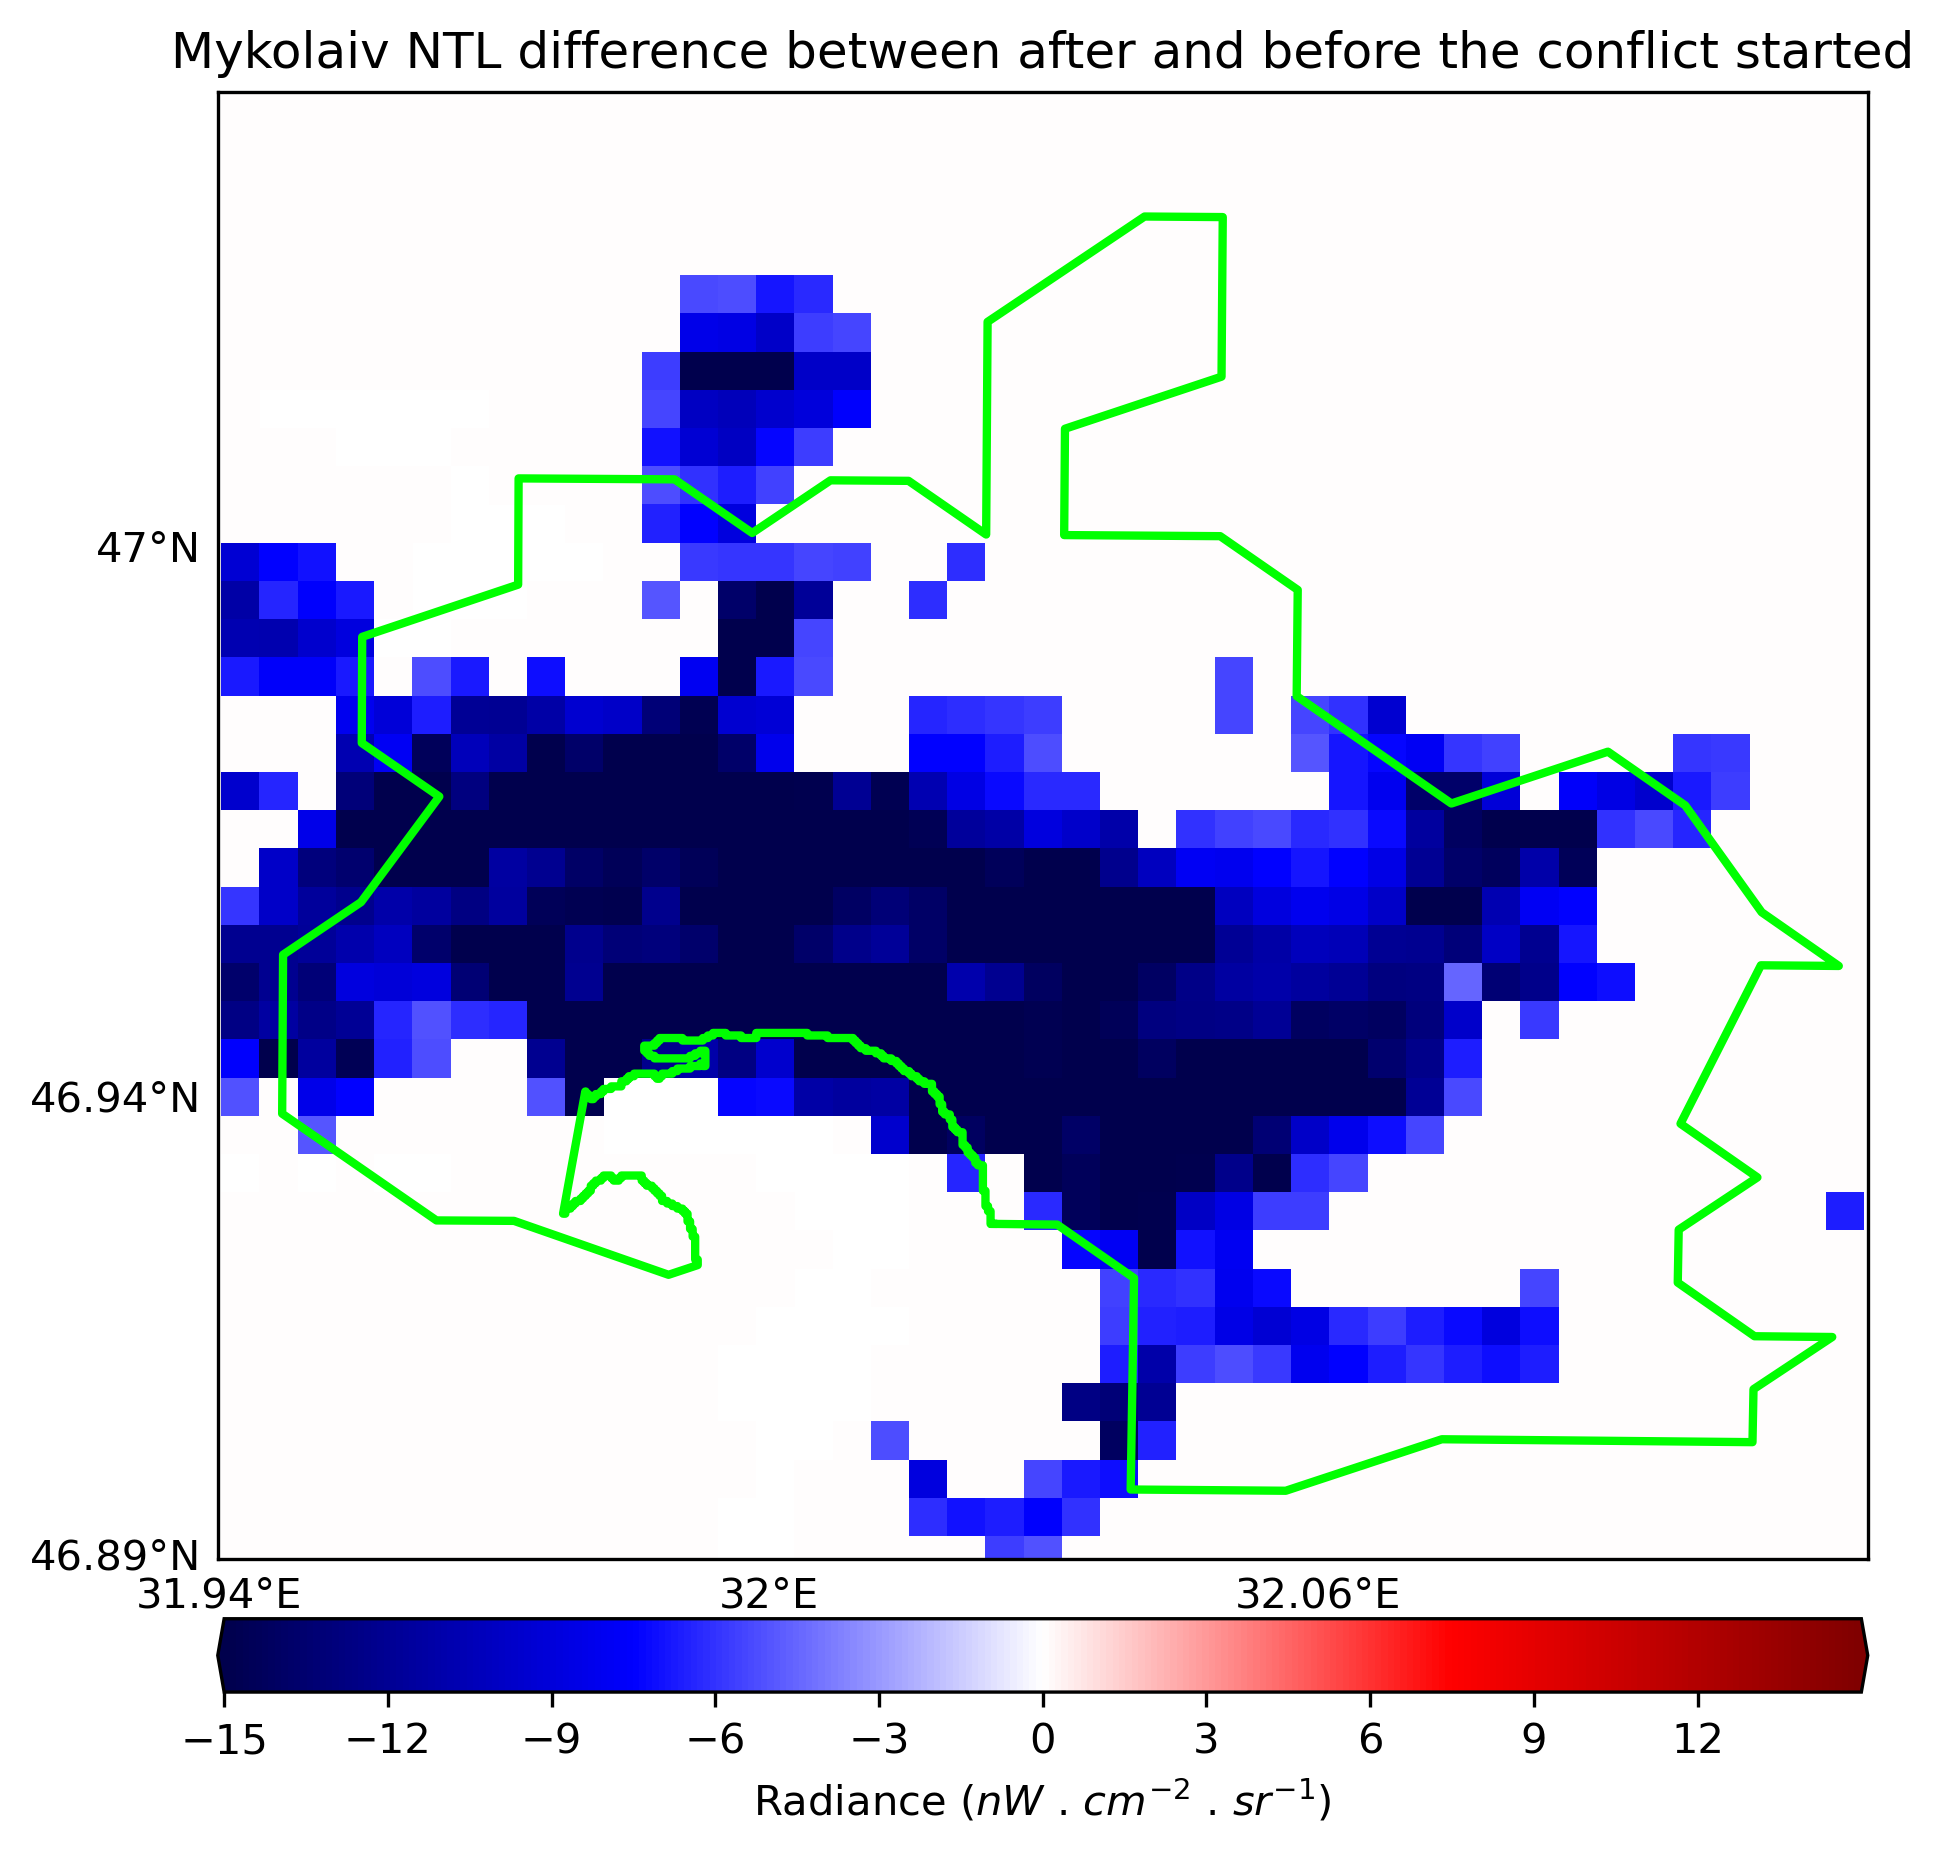 Mykolaiv NTL difference between after and before the conflict started
47°N
46.94°N
46.89°N
31.94°E 32°E 32.06°E
−15 −12 −9 −6 −3 0 3 6 9 12
Radiance (nW . cm⁻² . sr⁻¹)